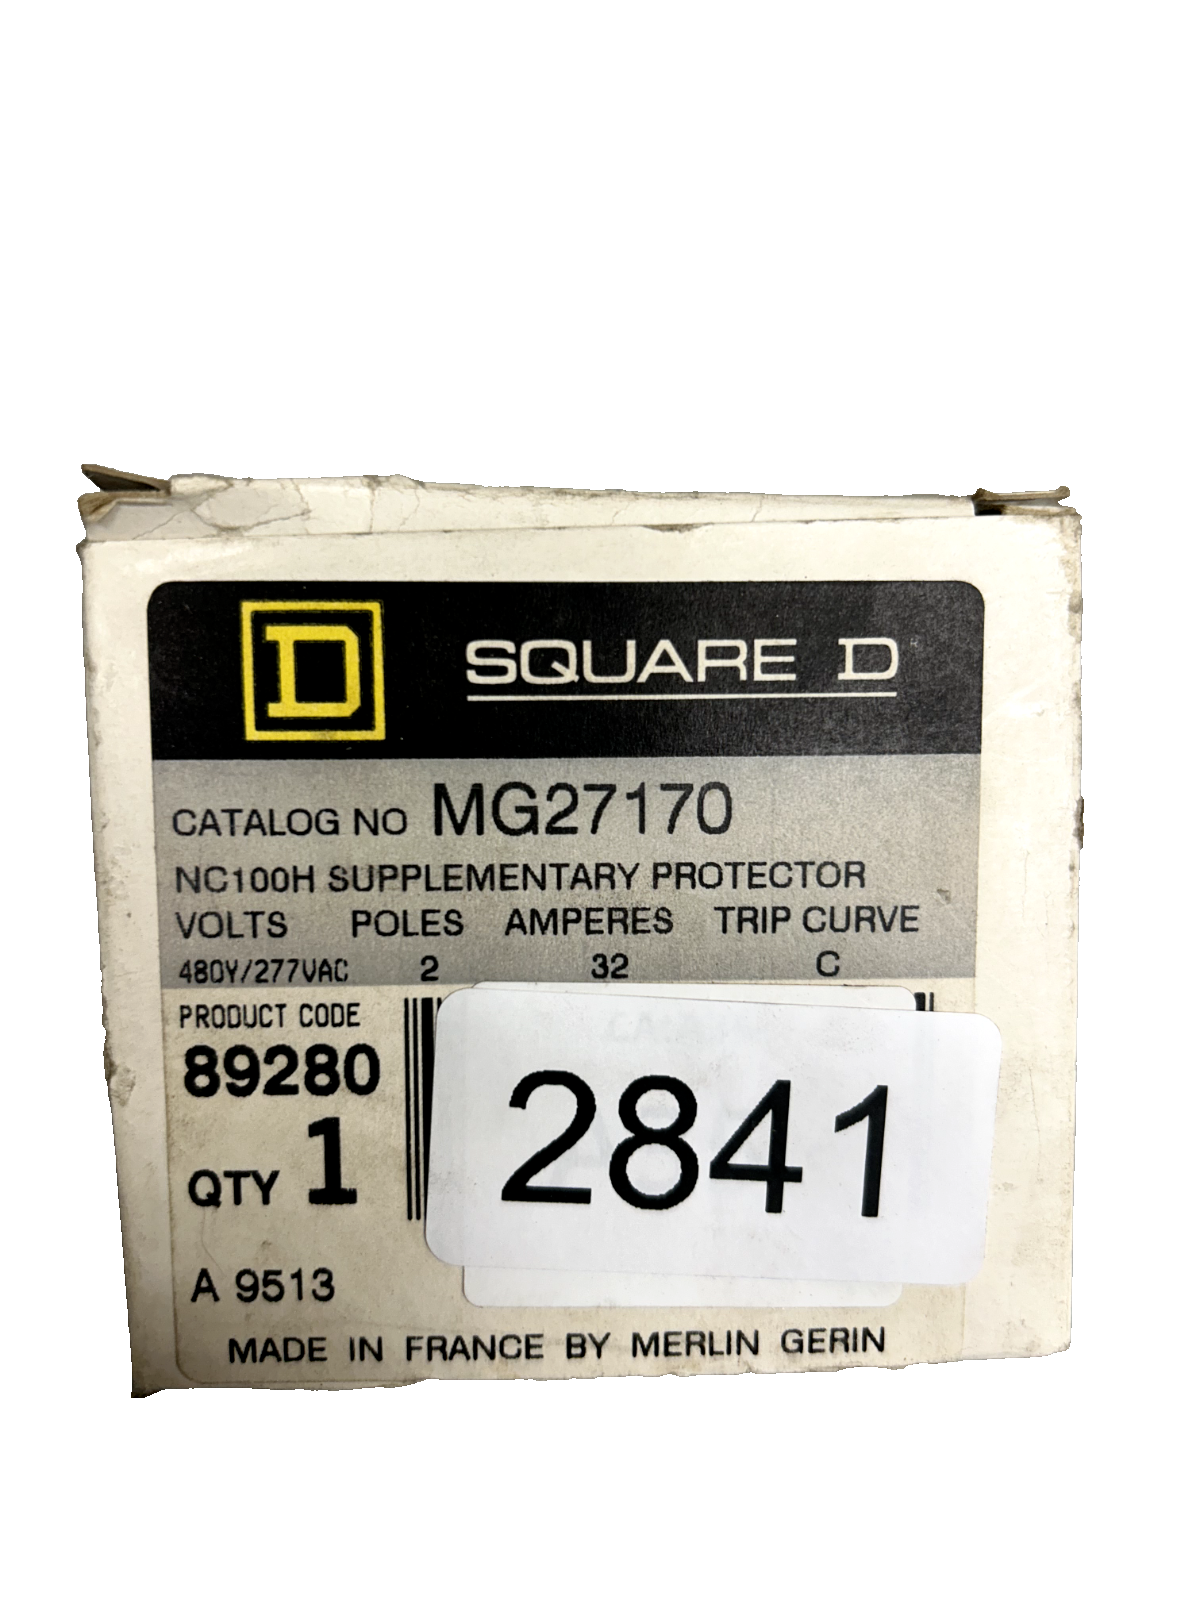 D SQUARE D
CATALOG NO MG27170
NC100H SUPPLEMENTARY PROTECTOR
VOLTS POLES AMPERES TRIP CURVE
480Y/277VAC 2 32 C
PRODUCT CODE
89280
QTY 1
2841
A 9513
MADE IN FRANCE BY MERLIN GERIN